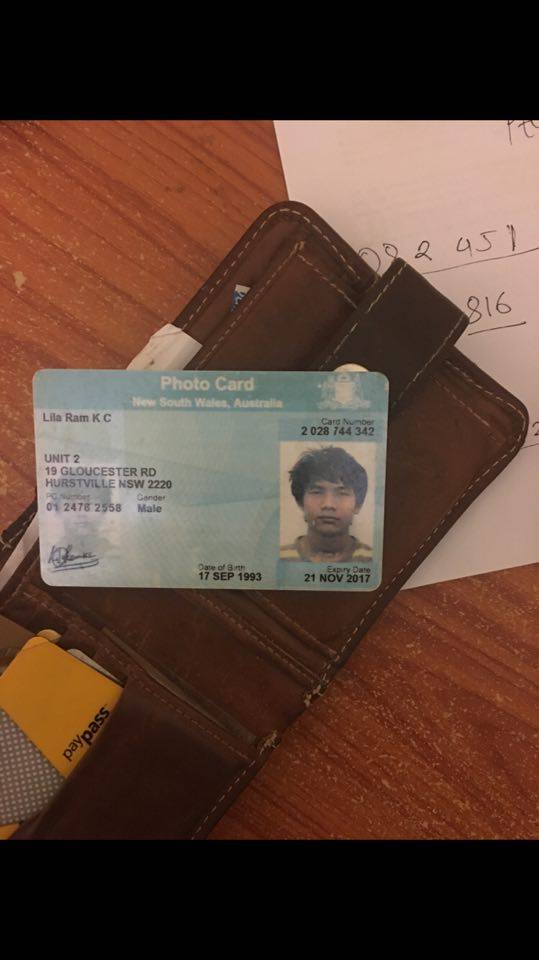 Photo Card
New South Wales, Australia
Lila Ram K C
Card Number
2 028 744 342
UNIT 2
19 GLOUCESTER RD
HURSTVILLE NSW 2220
PC Number Gender
01 2478 2558 Male
Date of Birth
17 SEP 1993
Expiry Date
21 NOV 2017
paypass
2 451
816